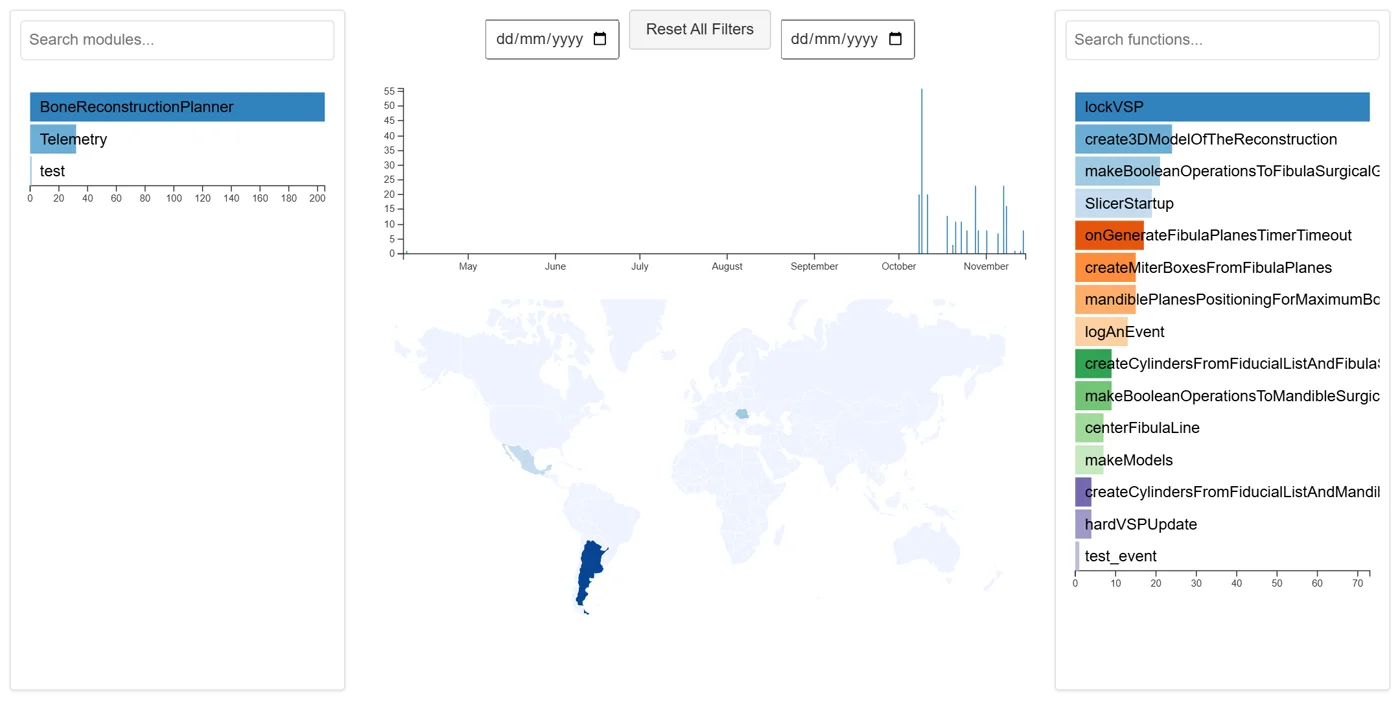 Search modules...
BoneReconstructionPlanner
Telemetry
test
0 20 40 60 80 100 120 140 160 180 200
dd/mm/yyyy
Reset All Filters
dd/mm/yyyy
55
50
45
40
35
30
25
20
15
10
5
0
May June July August September October November
Search functions...
lockVSP
create3DModelOfTheReconstruction
makeBooleanOperationsToFibulaSurgicalG
SlicerStartup
onGenerateFibulaPlanesTimerTimeout
createMiterBoxesFromFibulaPlanes
mandiblePlanesPositioningForMaximumBo
logAnEvent
createCylindersFromFiducialListAndFibulaS
makeBooleanOperationsToMandibleSurgic
centerFibulaLine
makeModels
createCylindersFromFiducialListAndMandib
hardVSPUpdate
test_event
0 10 20 30 40 50 60 70